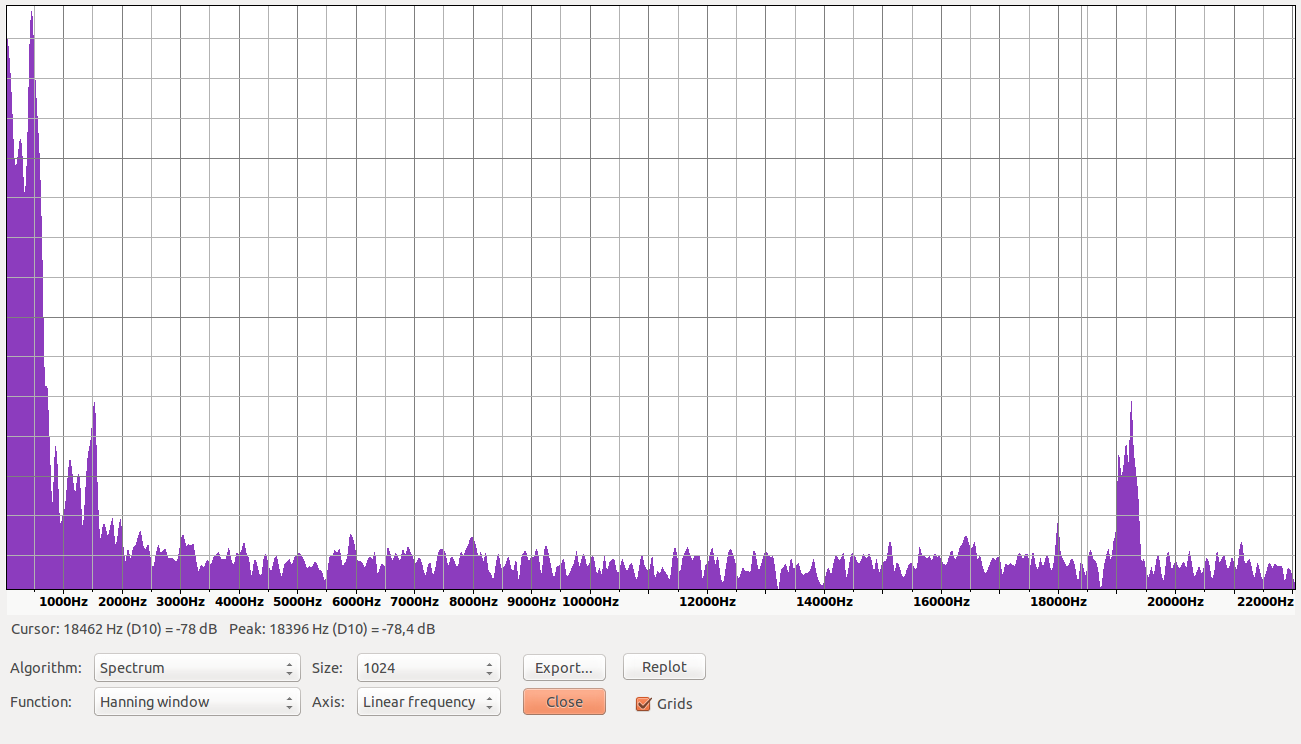 1000Hz 2000Hz 3000Hz 4000Hz 5000Hz 6000Hz 7000Hz 8000Hz 9000Hz 10000Hz 12000Hz 14000Hz 16000Hz 18000Hz 20000Hz 22000Hz
Cursor: 18462 Hz (D10) = -78 dB Peak: 18396 Hz (D10) = -78,4 dB
Algorithm: Spectrum Size: 1024 Export... Replot
Function: Hanning window Axis: Linear frequency Close Grids